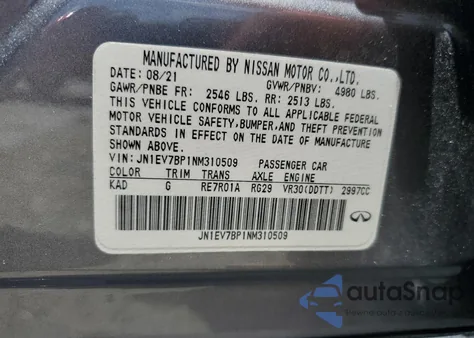 MANUFACTURED BY NISSAN MOTOR CO.,LTD.
DATE: 08/21 GVWR/PNBV: 4980 LBS.
GAWR/PNBE FR: 2546 LBS. RR: 2513 LBS.
THIS VEHICLE CONFORMS TO ALL APPLICABLE FEDERAL
MOTOR VEHICLE SAFETY,BUMPER,AND THEFT PREVENTION
STANDARDS IN EFFECT ON THE DATE OF MANUFACTURE
SHOWN ABOVE.
VIN: JN1EV7BP1NM310509 PASSENGER CAR
COLOR TRIM TRANS AXLE ENGINE
KAD G RE7R01A RG29 VR30(DDTT) 2997CC
JN1EV7BP1NM310509
INFINITI
autoSnap